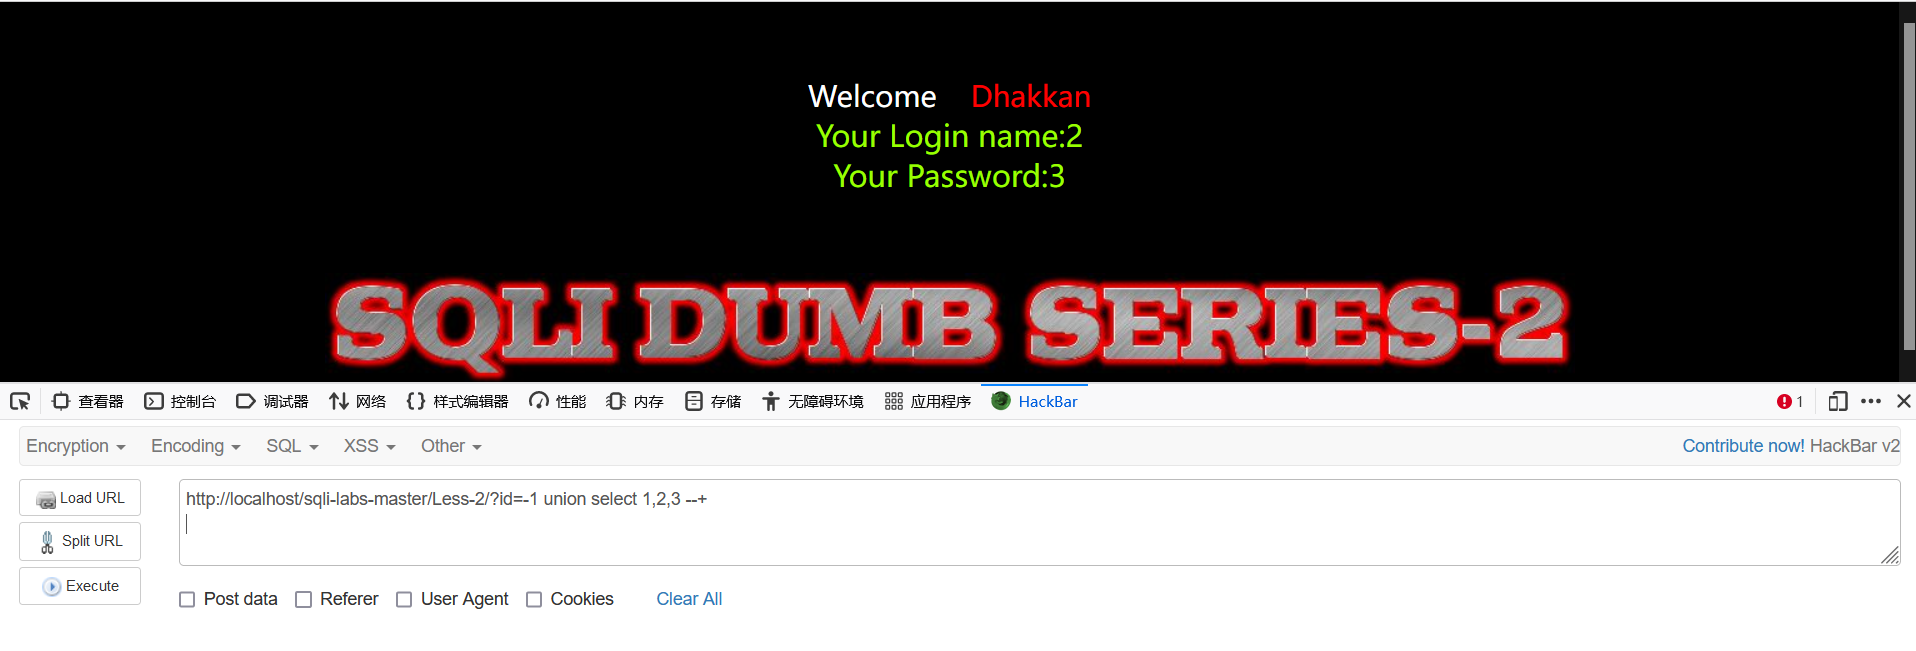 Welcome Dhakkan
Your Login name:2
Your Password:3
SQLI DUMB SERIES-2
查看器 控制台 调试器 网络 样式编辑器 性能 内存 存储 无障碍环境 应用程序 HackBar 1
Encryption Encoding SQL XSS Other Contribute now! HackBar v2
Load URL
http://localhost/sqli-labs-master/Less-2/?id=-1 union select 1,2,3 --+
Split URL
Execute
Post data Referer User Agent Cookies Clear All